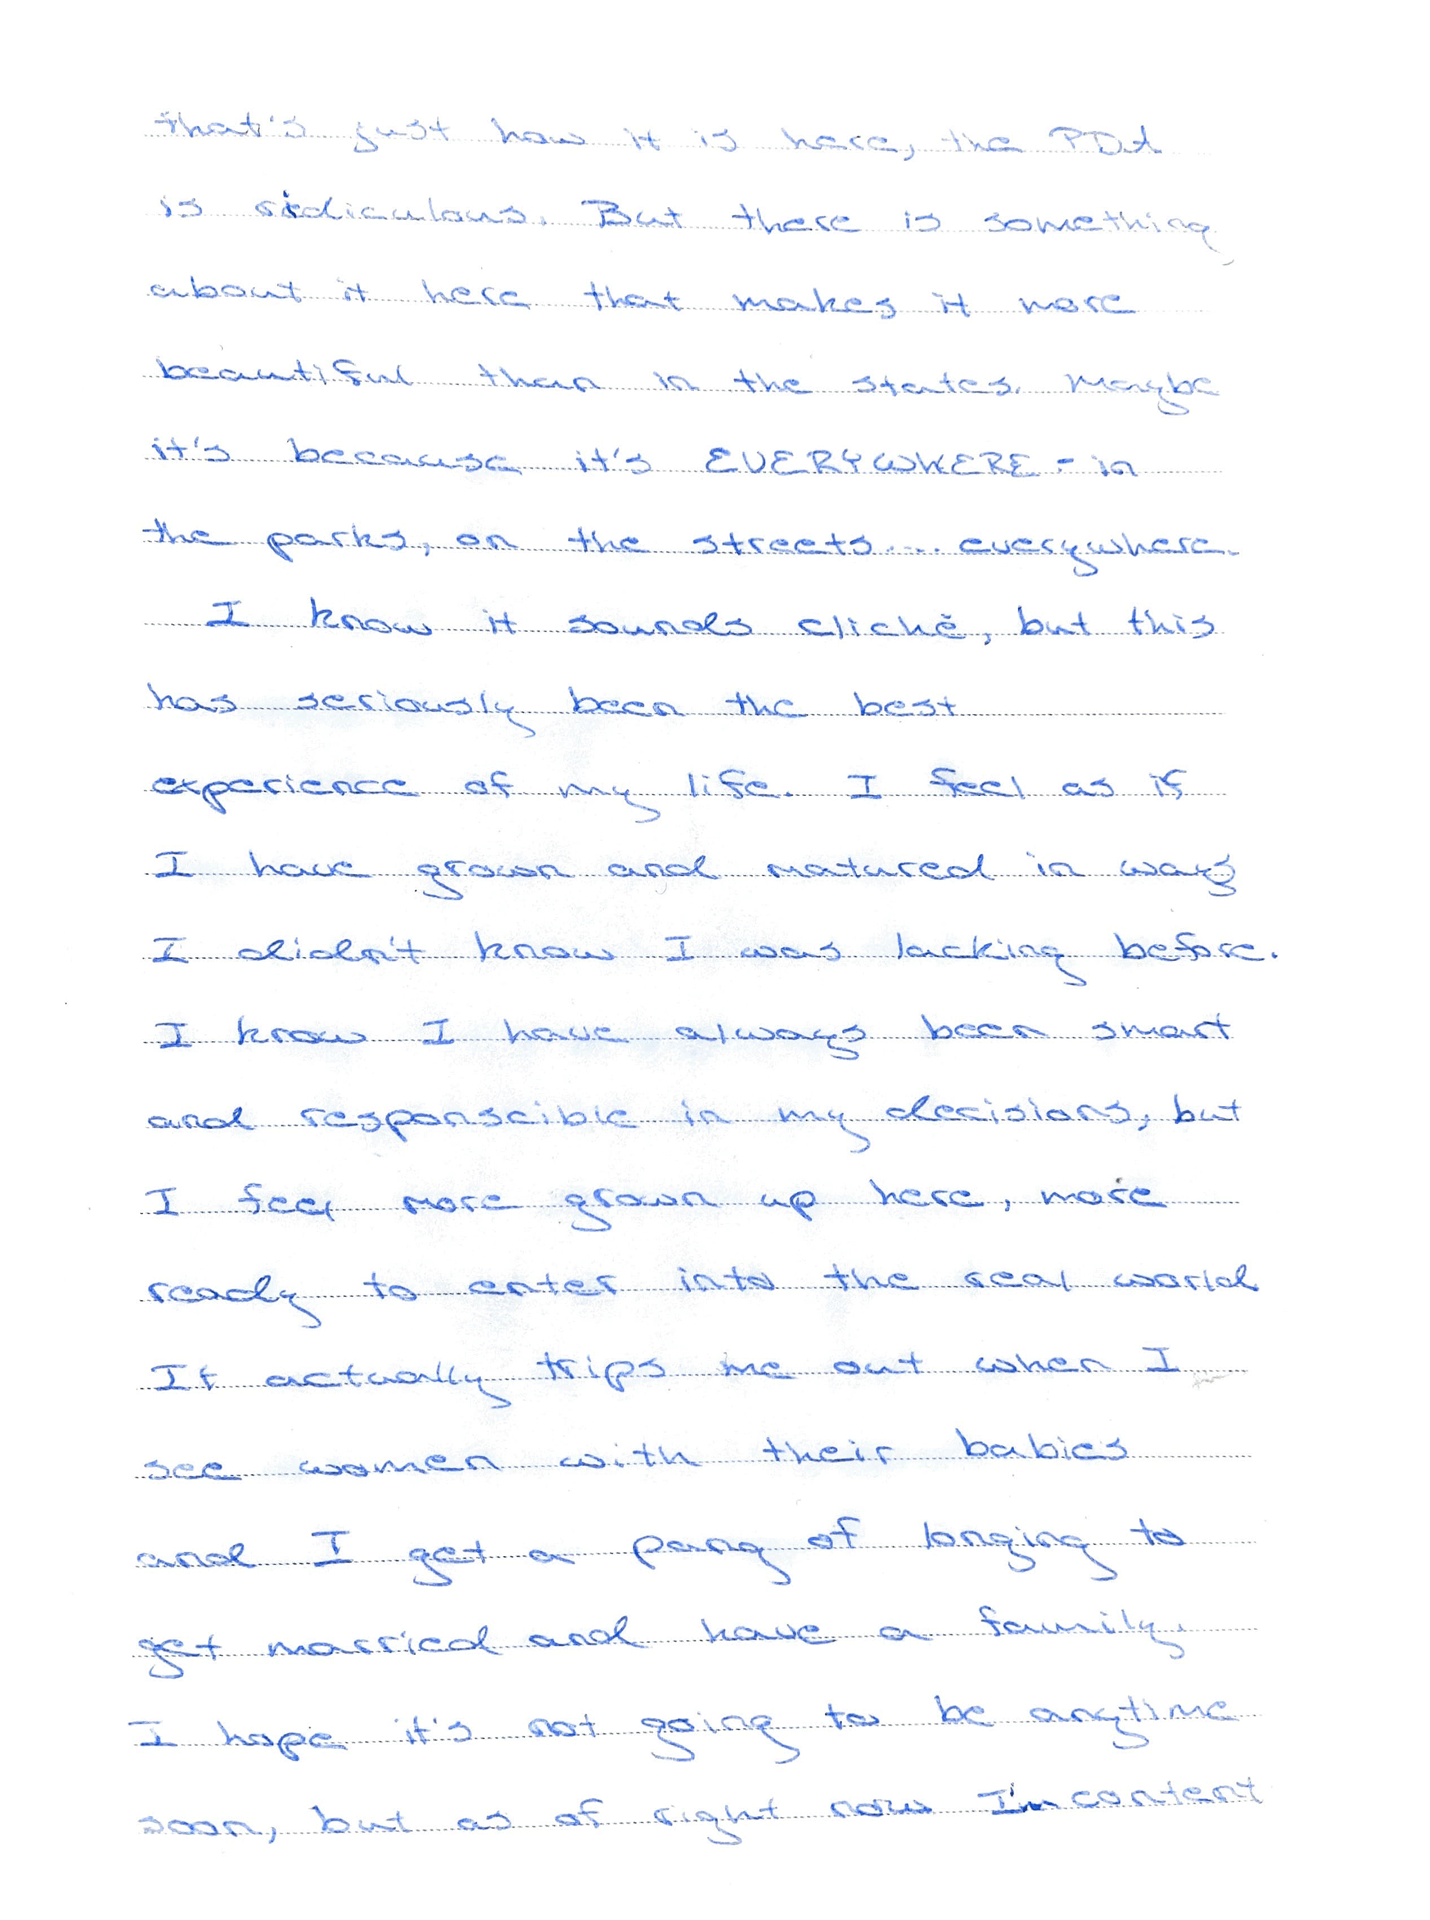 that's just how it is here, the PDA
is ridiculous. But there is something
about it here that makes it more
beautiful than in the states. Maybe
it's because it's EVERYWHERE - in
the parks, on the streets.... everywhere.
I know it sounds cliché, but this
has seriously been the best
experience of my life. I feel as if
I have grown and matured in ways
I didn't know I was lacking before.
I know I have always been smart
and responscible in my decisions, but
I feel more grown up here, more
ready to enter into the real world
It actually trips me out when I
see women with their babies
and I get a pang of longing to
get married and have a family.
I hope it's not going to be anytime
soon, but as of right now I'm content